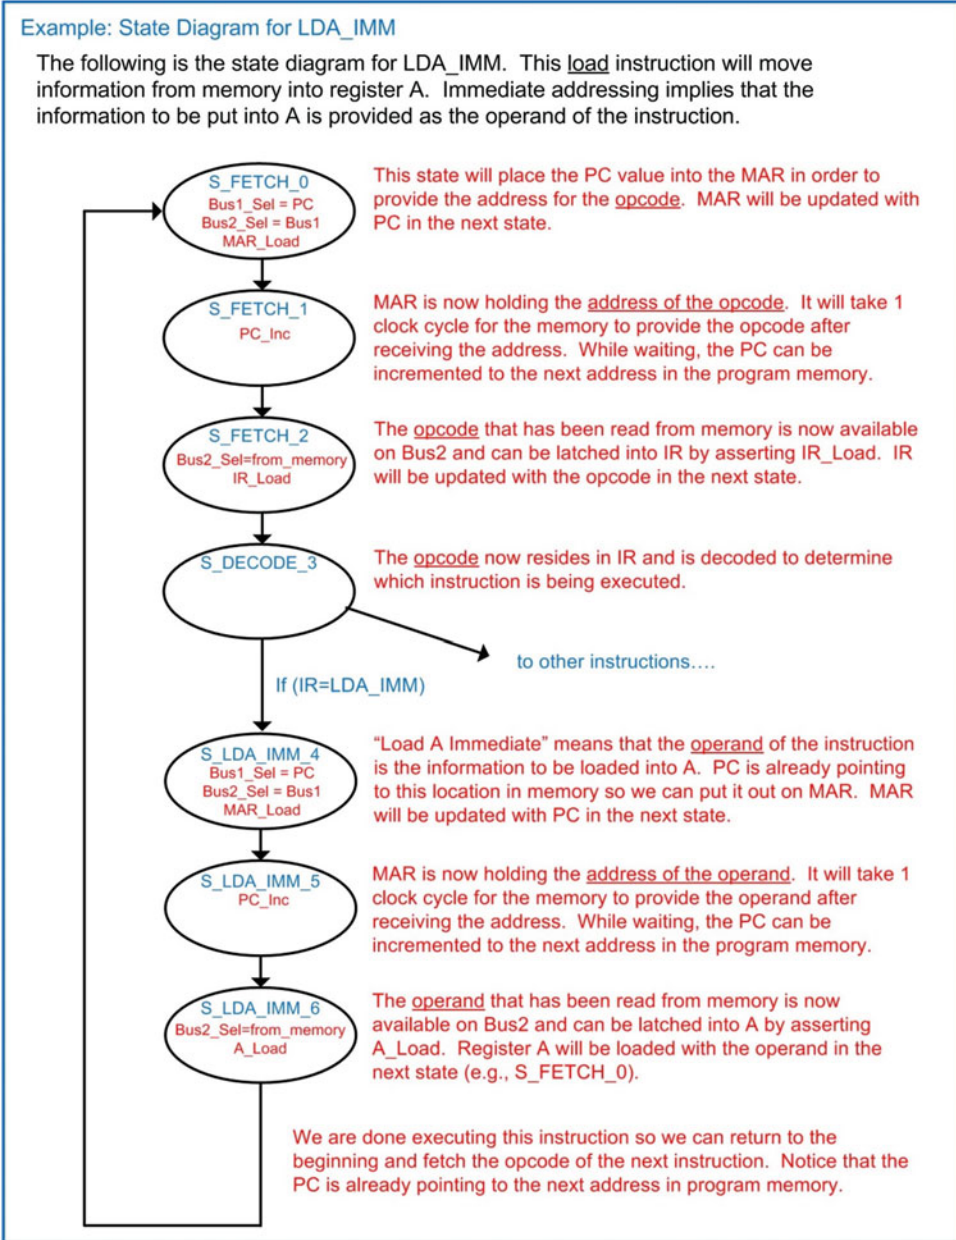 Example: State Diagram for LDA_IMM
The following is the state diagram for LDA_IMM. This load instruction will move
information from memory into register A. Immediate addressing implies that the
information to be put into A is provided as the operand of the instruction.
S_FETCH_0
Bus1_Sel = PC
Bus2_Sel = Bus1
MAR_Load
This state will place the PC value into the MAR in order to
provide the address for the opcode. MAR will be updated with
PC in the next state.
S_FETCH_1
PC_Inc
MAR is now holding the address of the opcode. It will take 1
clock cycle for the memory to provide the opcode after
receiving the address. While waiting, the PC can be
incremented to the next address in the program memory.
S_FETCH_2
Bus2_Sel=from_memory
IR_Load
The opcode that has been read from memory is now available
on Bus2 and can be latched into IR by asserting IR_Load. IR
will be updated with the opcode in the next state.
S_DECODE_3
The opcode now resides in IR and is decoded to determine
which instruction is being executed.
to other instructions….
If (IR=LDA_IMM)
S_LDA_IMM_4
Bus1_Sel = PC
Bus2_Sel = Bus1
MAR_Load
“Load A Immediate” means that the operand of the instruction
is the information to be loaded into A. PC is already pointing
to this location in memory so we can put it out on MAR. MAR
will be updated with PC in the next state.
S_LDA_IMM_5
PC_Inc
MAR is now holding the address of the operand. It will take 1
clock cycle for the memory to provide the operand after
receiving the address. While waiting, the PC can be
incremented to the next address in the program memory.
S_LDA_IMM_6
Bus2_Sel=from_memory
A_Load
The operand that has been read from memory is now
available on Bus2 and can be latched into A by asserting
A_Load. Register A will be loaded with the operand in the
next state (e.g., S_FETCH_0).
We are done executing this instruction so we can return to the
beginning and fetch the opcode of the next instruction. Notice that the
PC is already pointing to the next address in program memory.